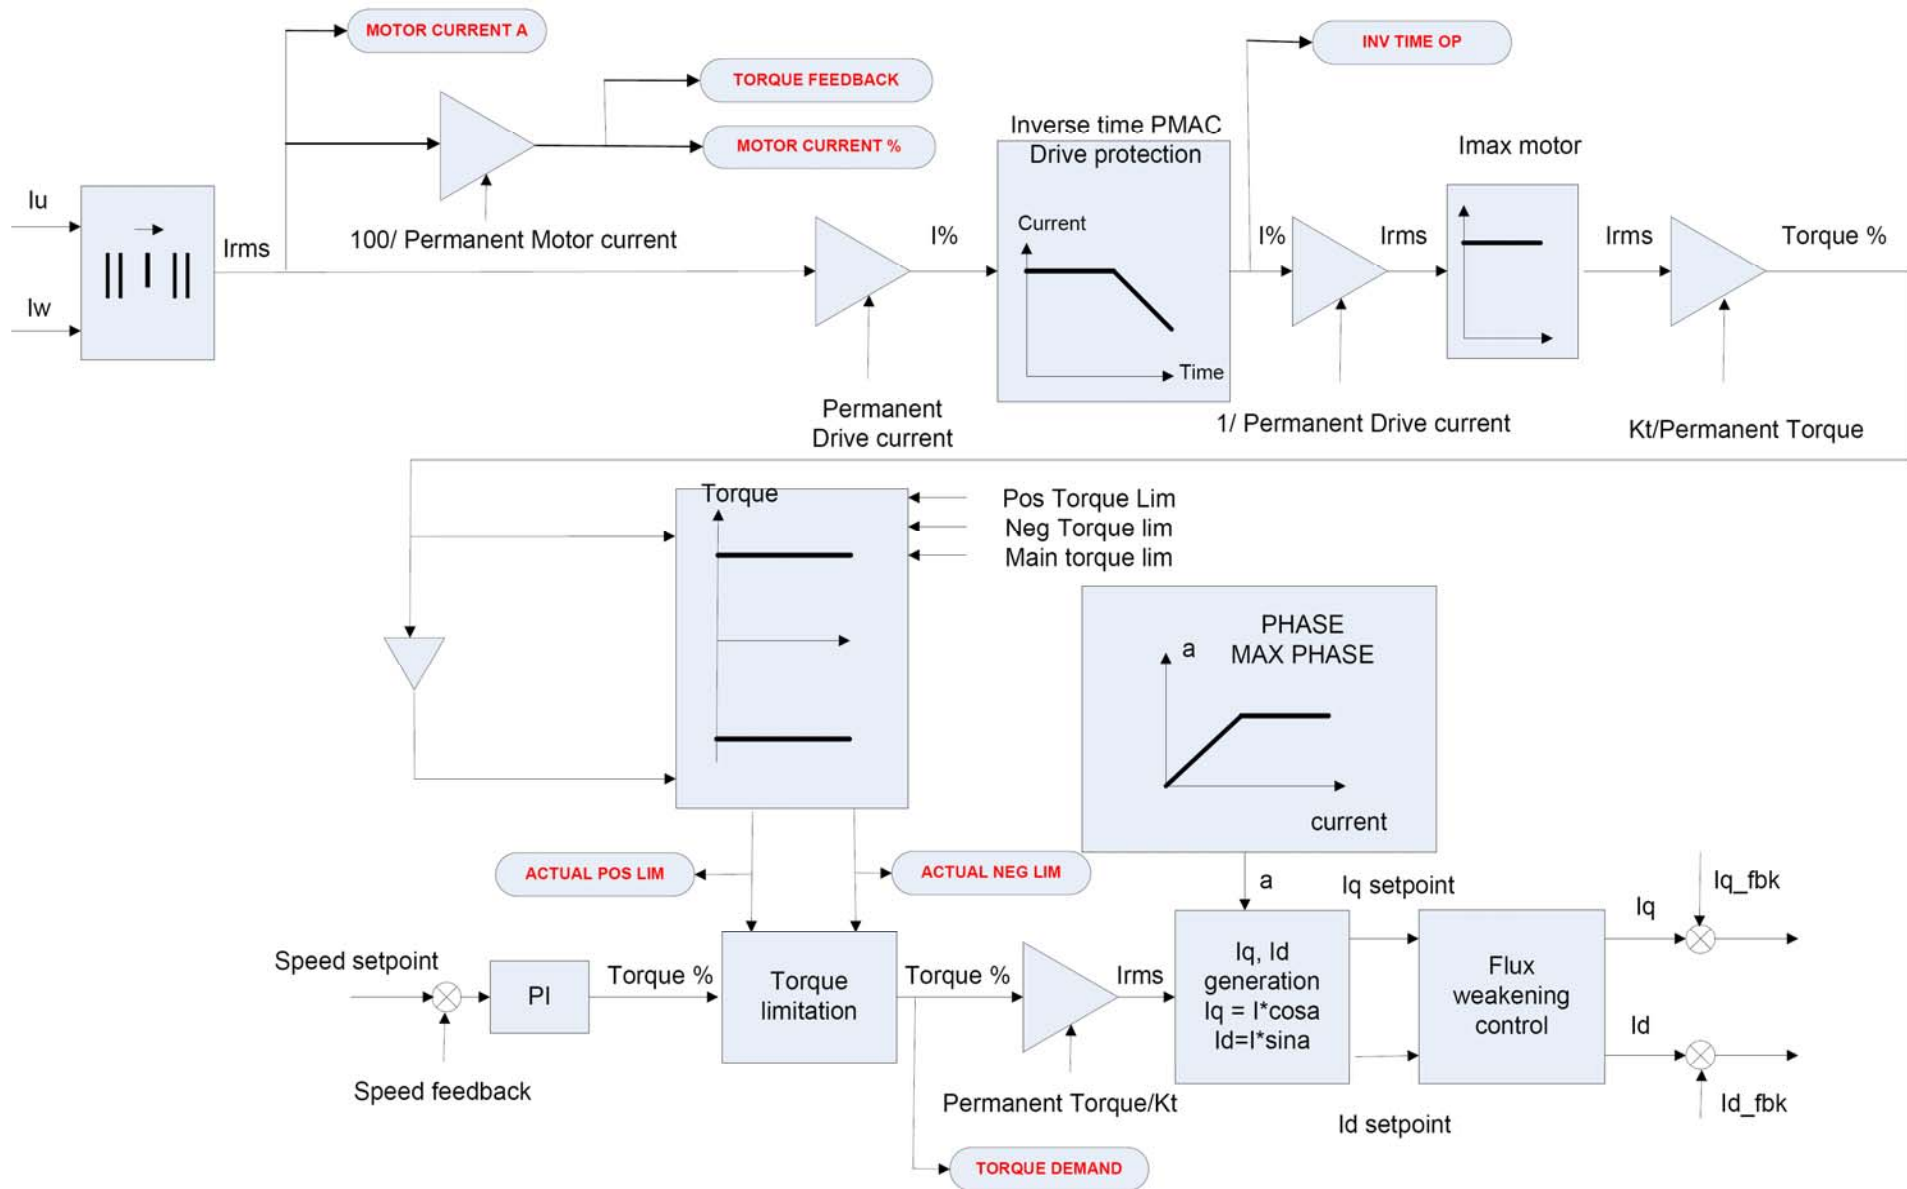 MOTOR CURRENT A
INV TIME OP
TORQUE FEEDBACK
MOTOR CURRENT %
Inverse time PMAC
Drive protection
Imax motor
Iu
Irms
100/ Permanent Motor current
I%
Current
I%
Irms
Irms
Torque %
Iw
Time
Permanent
Drive current
1/ Permanent Drive current
Kt/Permanent Torque
Torque
Pos Torque Lim
Neg Torque lim
Main torque lim
PHASE
MAX PHASE
a
current
ACTUAL POS LIM
ACTUAL NEG LIM
a
Iq setpoint
Iq_fbk
Iq
Speed setpoint
PI
Torque %
Torque
limitation
Torque %
Irms
Iq, Id
generation
Iq = I*cosa
Id=I*sina
Flux
weakening
control
Id
Speed feedback
Permanent Torque/Kt
Id setpoint
Id_fbk
TORQUE DEMAND